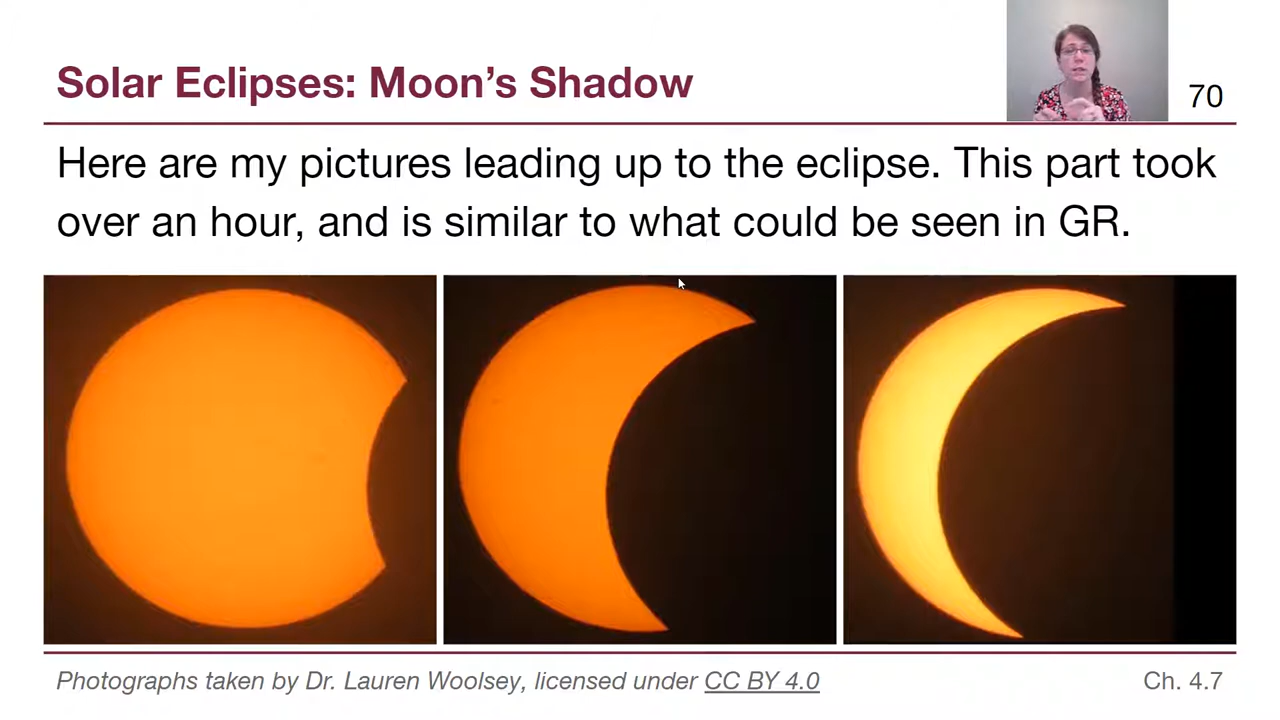 Solar Eclipses: Moon's Shadow
70
Here are my pictures leading up to the eclipse. This part took
over an hour, and is similar to what could be seen in GR.
Photographs taken by Dr. Lauren Woolsey, licensed under CC BY 4.0
Ch. 4.7